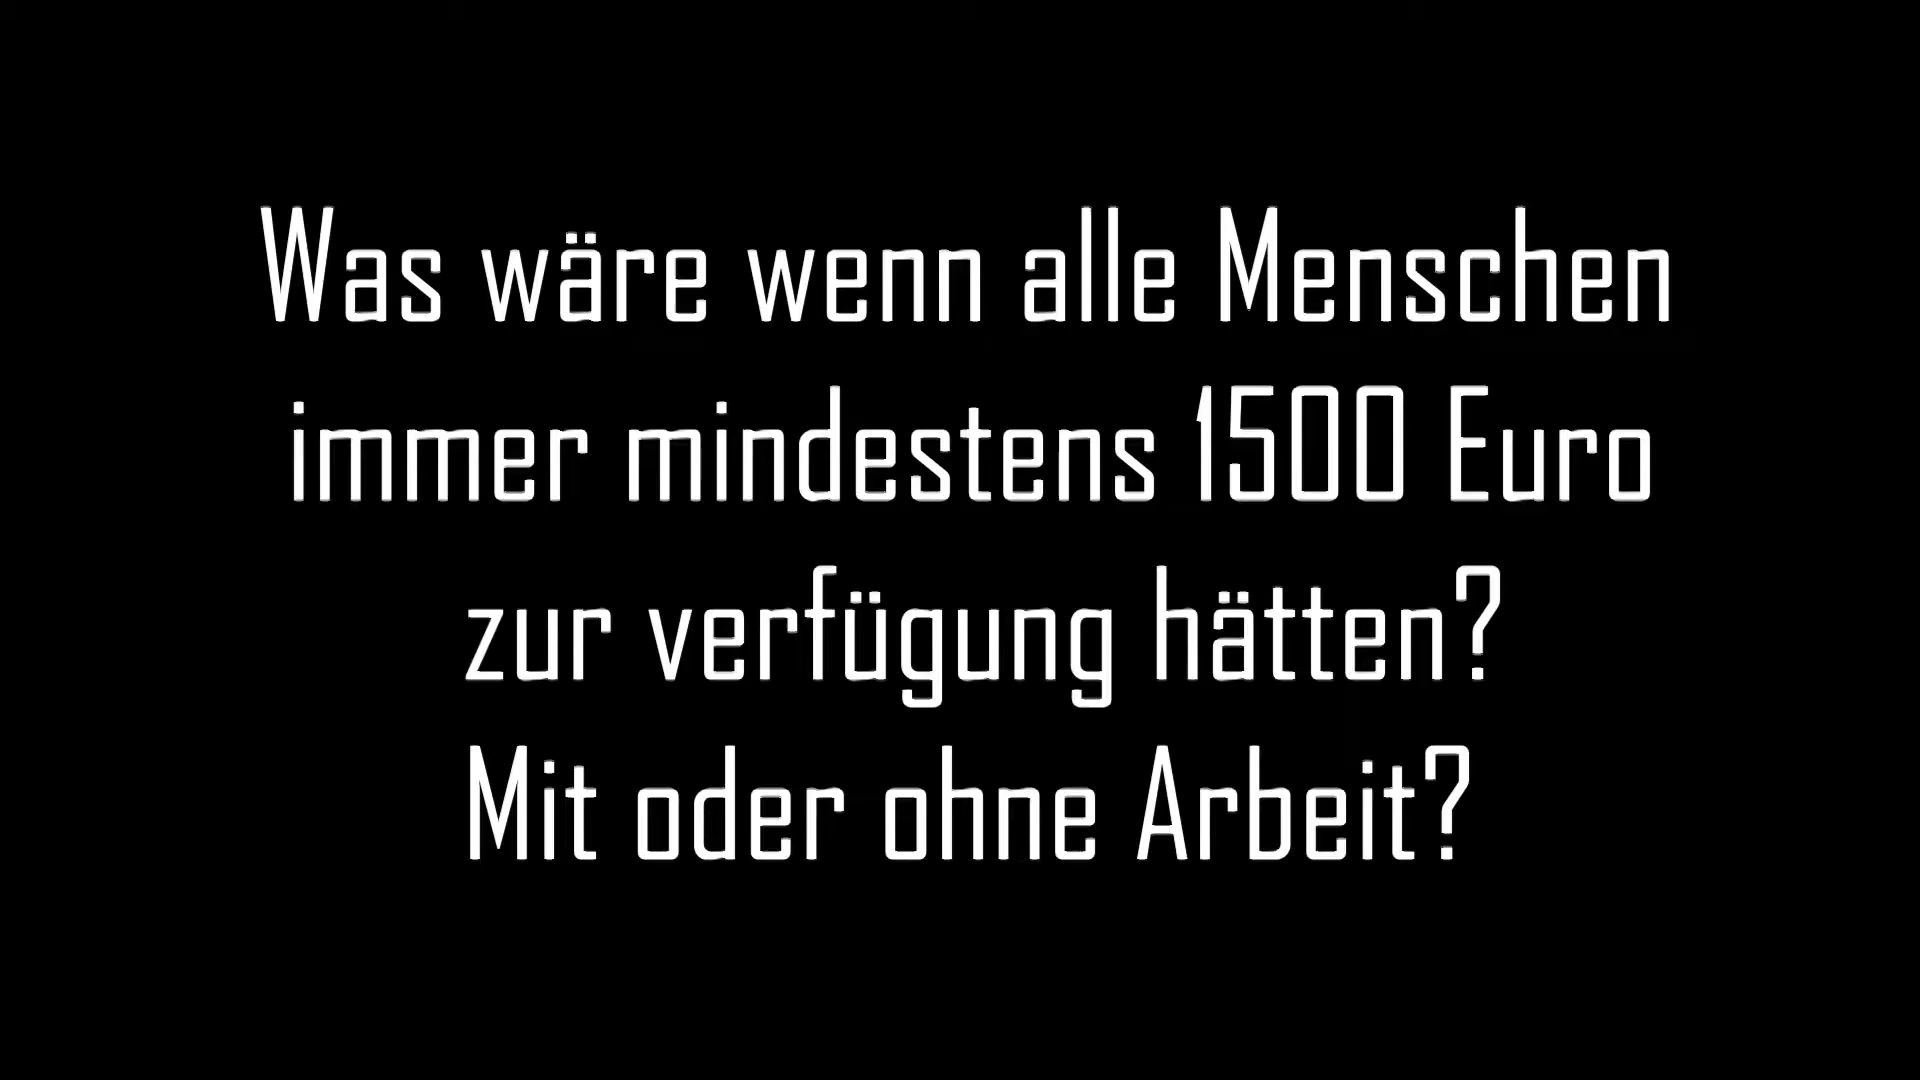 Was wäre wenn alle Menschen
immer mindestens 1500 Euro
zur verfügung hätten?
Mit oder ohne Arbeit?